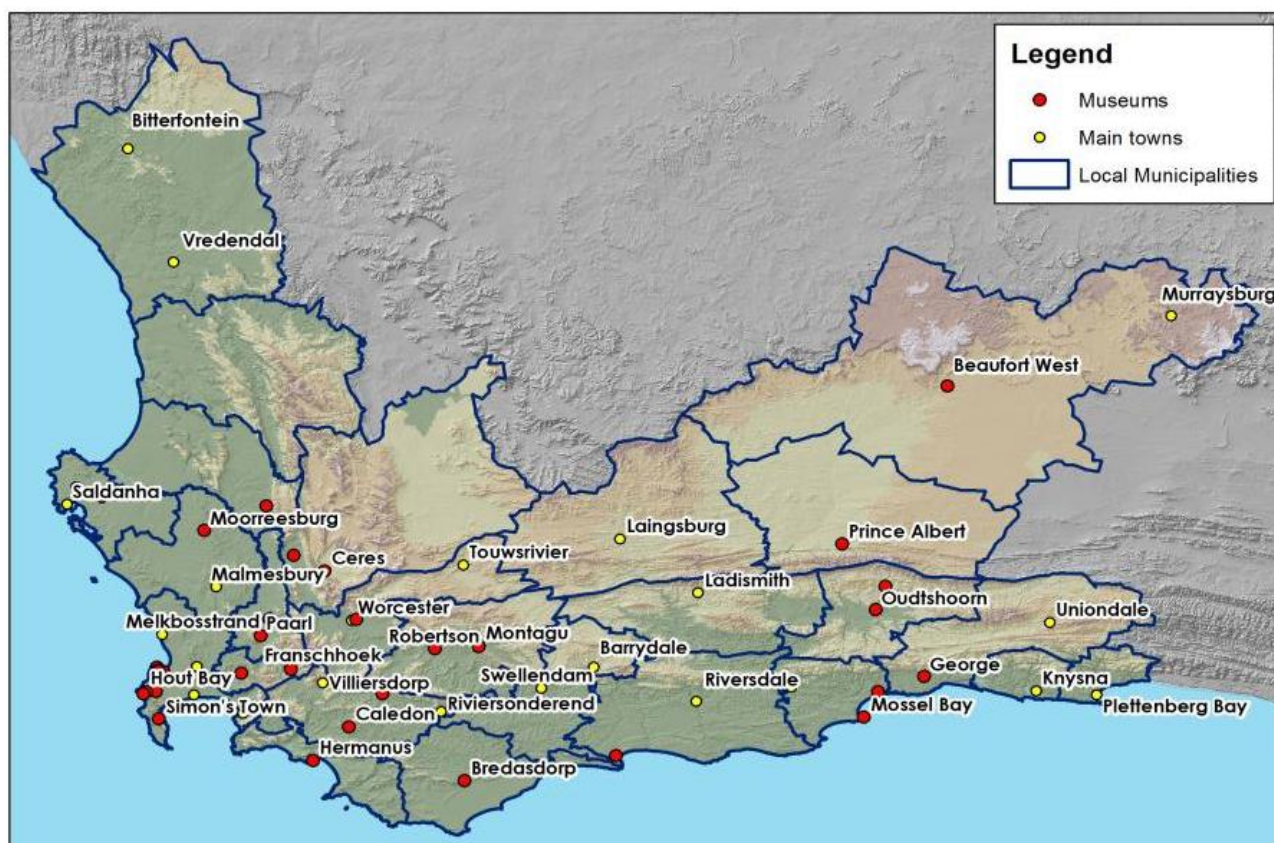 Legend
Museums
Main towns
Local Municipalities
Bitterfontein
Vredendal
Murraysburg
Beaufort West
Saldanha
Moorreesburg
Laingsburg
Prince Albert
Ceres
Touwsrivier
Malmesbury
Ladismith
Oudtshoorn
Worcester
Uniondale
Melkbosstrand
Paarl
Robertson
Montagu
Barrydale
Franschhoek
George
Knysna
Hout Bay
Villiersdorp
Swellendam
Riversdale
Simon's Town
Caledon
Riviersonderend
Mossel Bay
Plettenberg Bay
Hermanus
Bredasdorp